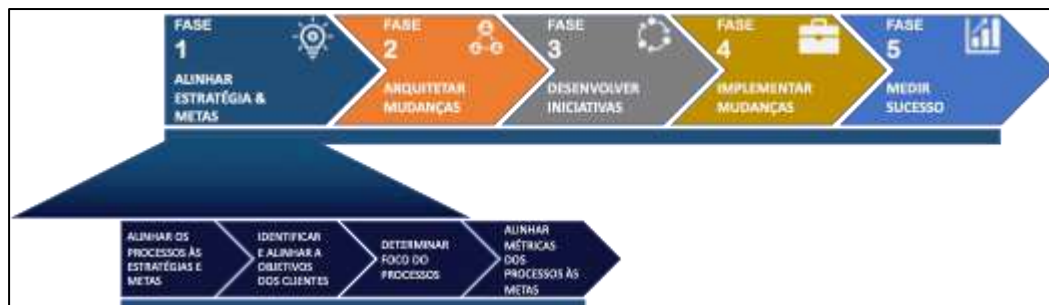 FASE
1
ALINHAR
ESTRATÉGIA &
METAS
FASE
2
ARQUITETAR
MUDANÇAS
FASE
3
DESENVOLVER
INICIATIVAS
FASE
4
IMPLEMENTAR
MUDANÇAS
FASE
5
MEDIR
SUCESSO
ALINHAR OS
PROCESSOS ÀS
ESTRATÉGIAS E
METAS
IDENTIFICAR
E ALINHAR A
OBJETIVOS
DOS CLIENTES
DETERMINAR
FOCO DO
PROCESSOS
ALINHAR
MÉTRICAS
DOS
PROCESSOS ÀS
METAS